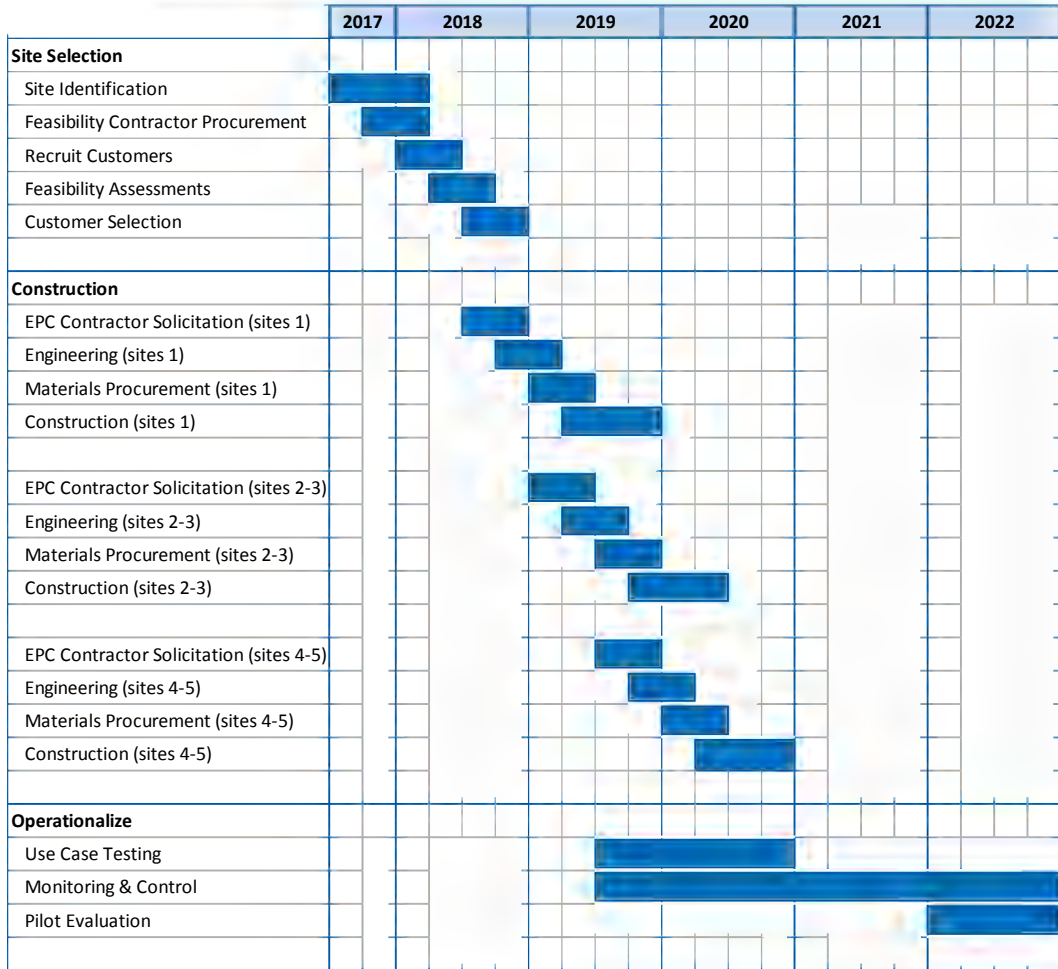 2017 2018 2019 2020 2021 2022
Site Selection
Site Identification
Feasibility Contractor Procurement
Recruit Customers
Feasibility Assessments
Customer Selection
Construction
EPC Contractor Solicitation (sites 1)
Engineering (sites 1)
Materials Procurement (sites 1)
Construction (sites 1)
EPC Contractor Solicitation (sites 2-3)
Engineering (sites 2-3)
Materials Procurement (sites 2-3)
Construction (sites 2-3)
EPC Contractor Solicitation (sites 4-5)
Engineering (sites 4-5)
Materials Procurement (sites 4-5)
Construction (sites 4-5)
Operationalize
Use Case Testing
Monitoring & Control
Pilot Evaluation